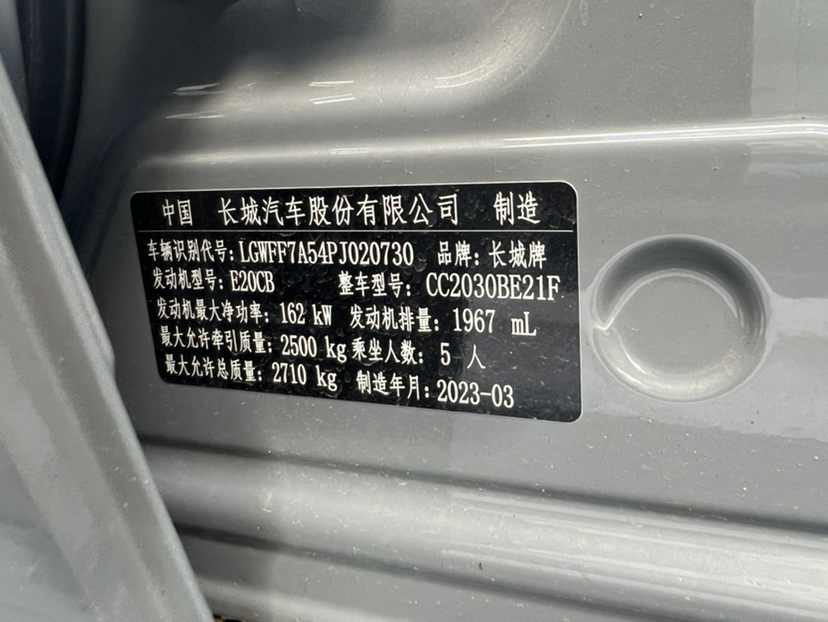 中国 长城汽车股份有限公司 制造
车辆识别代号：LGWFF7A54PJ020730 品牌：长城牌
发动机型号：E20CB 整车型号：CC2030BE21F
发动机最大净功率：162 kW 发动机排量：1967 mL
最大允许牵引质量：2500 kg 乘坐人数：5 人
最大允许总质量：2710 kg 制造年月：2023-03